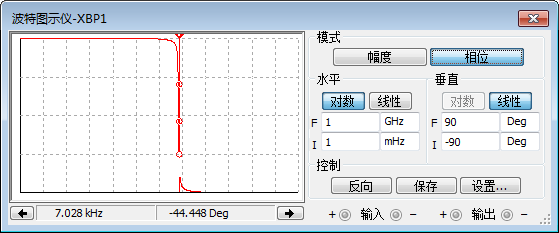 波特图示仪-XBP1
模式
幅度 相位
水平 垂直
对数 线性 对数 线性
F 1 GHz F 90 Deg
I 1 mHz I -90 Deg
控制
反向 保存 设置...
7.028 kHz -44.448 Deg
+ 输入 - + 输出 -